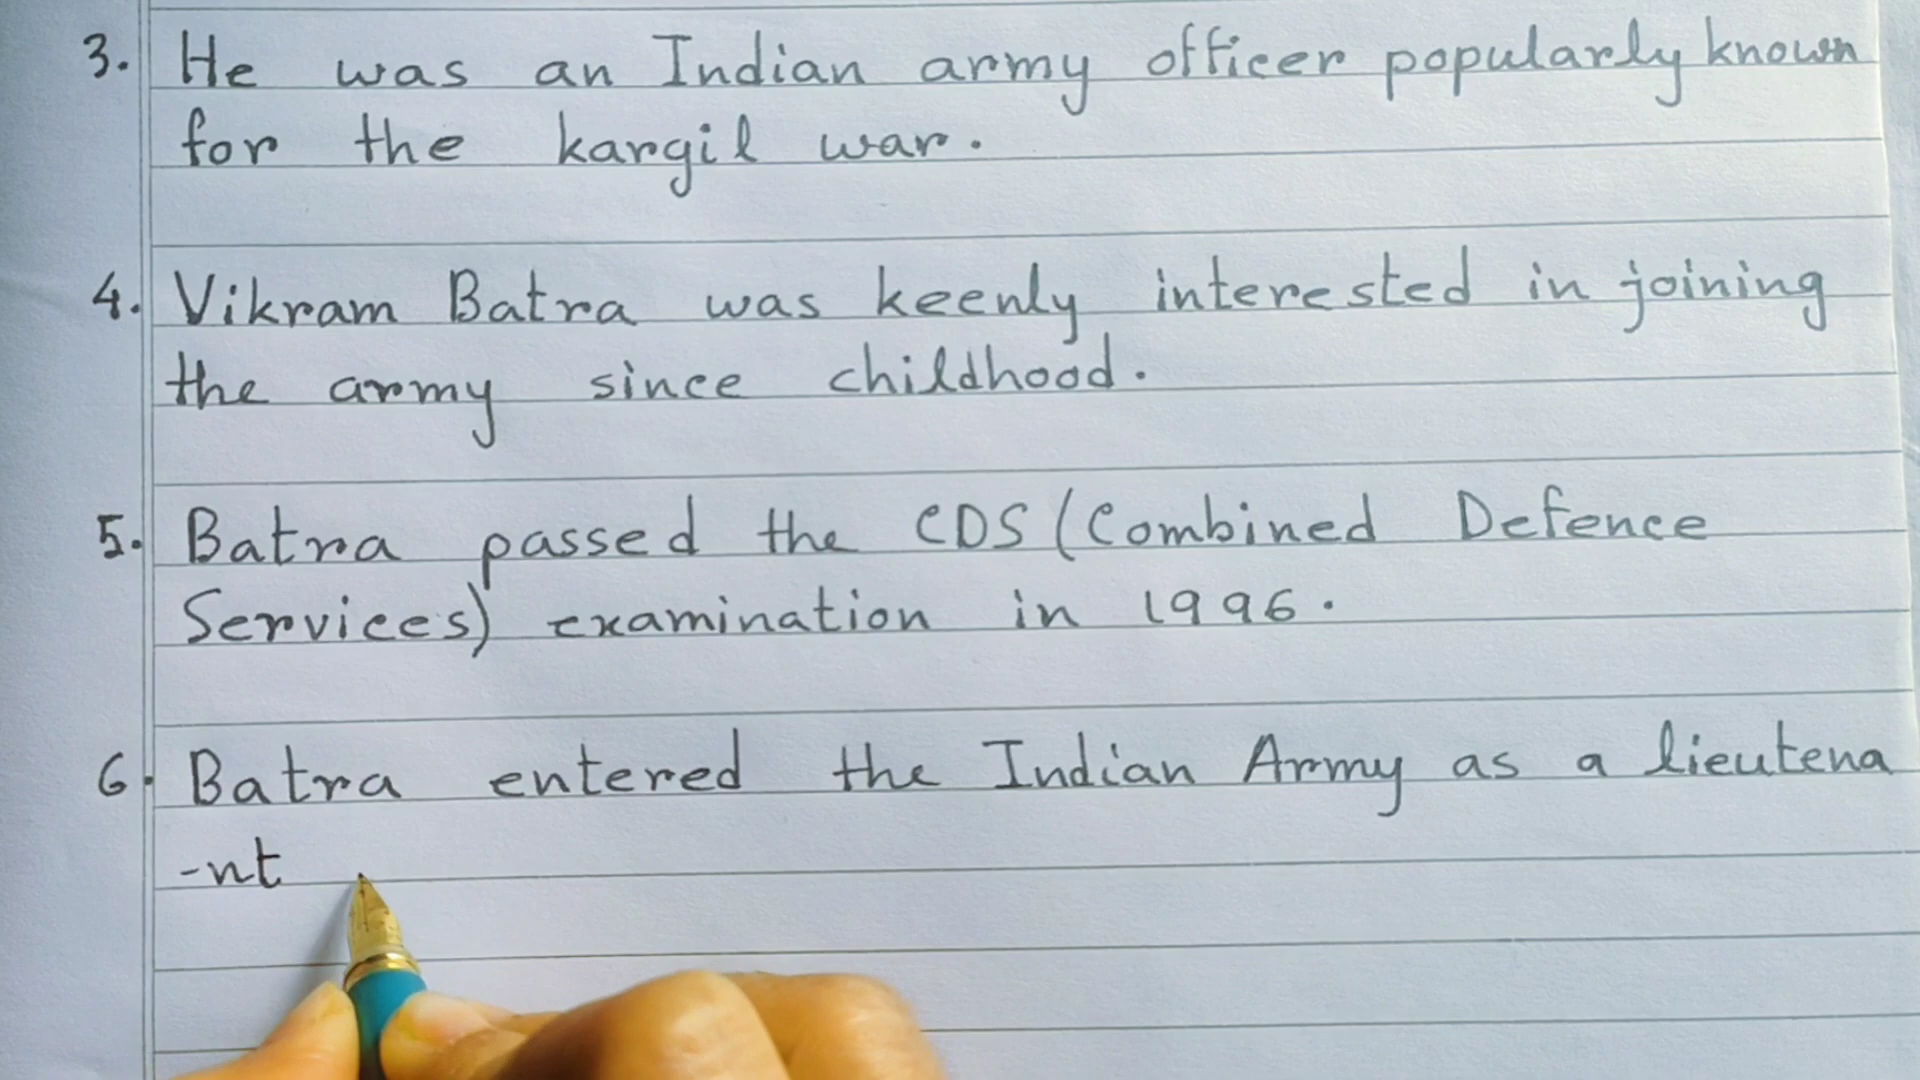 3. He was an Indian army officer popularly known
for the kargil war.
4. Vikram Batra was keenly interested in joining
the army since childhood.
5. Batra passed the CDS (Combined Defence
Services) examination in 1996.
6. Batra entered the Indian Army as a lieutena
-nt